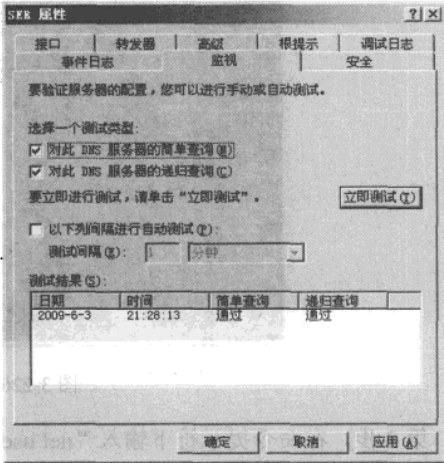 SER 属性
接口 转发器 高级 根提示 调试日志
事件日志 监视 安全
要验证服务器的配置，您可以进行手动或自动测试。
选择一个测试类型:
对此 DNS 服务器的简单查询(M)
对此 DNS 服务器的递归查询(C)
要立即进行测试，请单击“立即测试”。 立即测试(T)
以下列间隔进行自动测试(P):
测试间隔(E): 1 分钟
测试结果(S):
日期 时间 简单查询 递归查询
2009-6-3 21:28:13 通过 通过
确定 取消 应用(A)